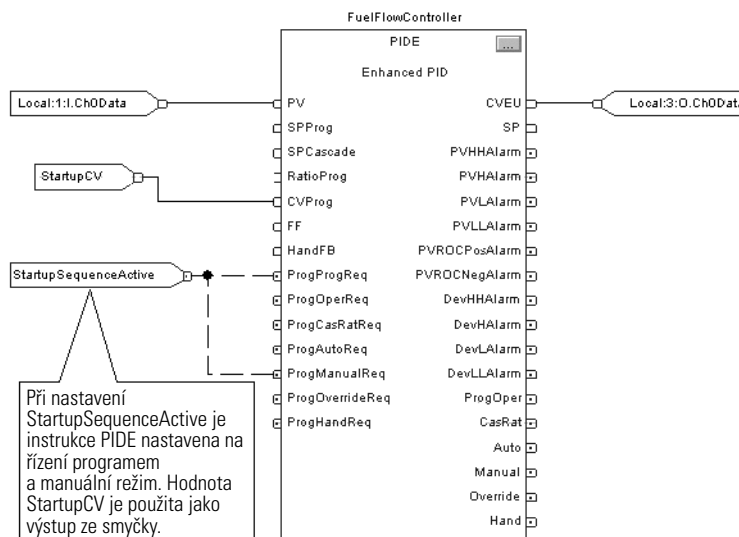 FuelFlowController
PIDE
...
Enhanced PID
Local:1:I.Ch0Data
PV
CVEU
Local:3:O.Ch0Data
SPProg
SP
SPCascade
PVHHAlarm
StartupCV
RatioProg
PVHAlarm
CVProg
PVLAlarm
FF
PVLLAlarm
HandFB
PVROCPosAlarm
StartupSequenceActive
ProgProgReq
PVROCNegAlarm
ProgOperReq
DevHHAlarm
ProgCasRatReq
DevHAlarm
ProgAutoReq
DevLAlarm
ProgManualReq
DevLLAlarm
ProgOverrideReq
ProgOper
ProgHandReq
CasRat
Auto
Manual
Override
Hand
Při nastavení
StartupSequenceActive je
instrukce PIDE nastavena na
řízení programem
a manuální režim. Hodnota
StartupCV je použita jako
výstup ze smyčky.